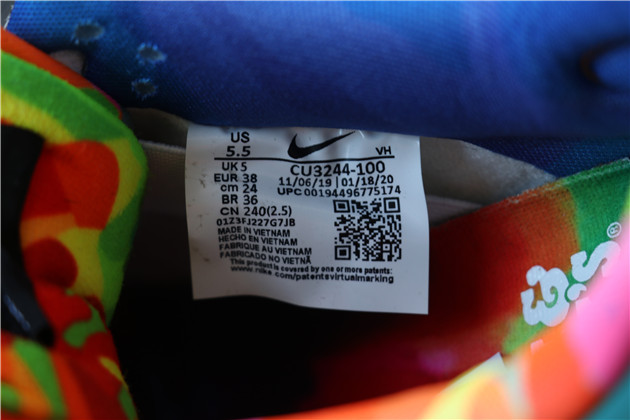 US
5.5 VH
UK 5 CU3244-100
EUR 38 11/06/19 | 01/18/20
cm 24 UPC 00194496775174
BR 36
CN 240(2.5)
01Z3FJ227G7JB
MADE IN VIETNAM
HECHO EN VIETNAM
FABRIQUE AU VIETNAM
FABRICADO NO VIETNÃ
This product is covered by one or more patents:
www.nike.com/patentsvirtualmarking